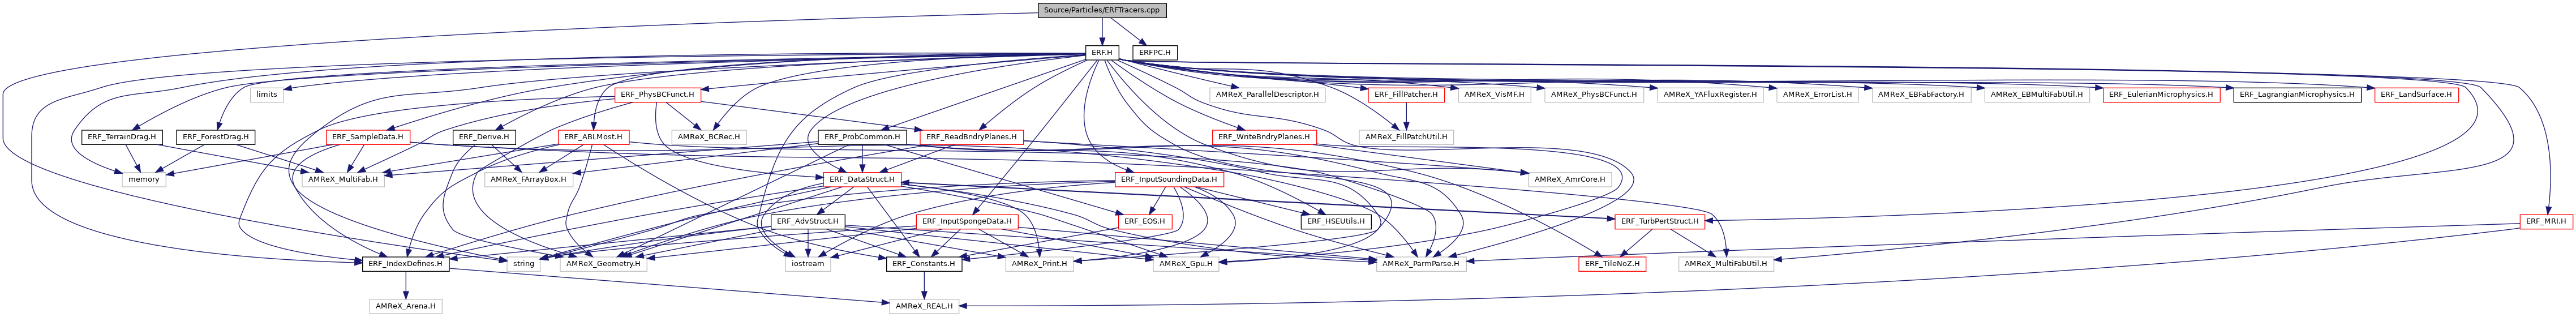 Source/Particles/ERFTracers.cpp
ERF.H
ERFPC.H
limits
ERF_PhysBCFunct.H
AMReX_ParallelDescriptor.H
ERF_FillPatcher.H
AMReX_VisMF.H
AMReX_PhysBCFunct.H
AMReX_YAFluxRegister.H
AMReX_ErrorList.H
AMReX_EBFabFactory.H
AMReX_EBMultiFabUtil.H
ERF_EulerianMicrophysics.H
ERF_LagrangianMicrophysics.H
ERF_LandSurface.H
ERF_TerrainDrag.H
ERF_ForestDrag.H
ERF_SampleData.H
ERF_Derive.H
ERF_ABLMost.H
AMReX_BCRec.H
ERF_ProbCommon.H
ERF_ReadBndryPlanes.H
ERF_WriteBndryPlanes.H
AMReX_FillPatchUtil.H
memory
AMReX_MultiFab.H
AMReX_FArrayBox.H
ERF_DataStruct.H
ERF_InputSoundingData.H
AMReX_AmrCore.H
ERF_AdvStruct.H
ERF_InputSpongeData.H
ERF_EOS.H
ERF_HSEUtils.H
ERF_TurbPertStruct.H
ERF_MRI.H
ERF_IndexDefines.H
string
AMReX_Geometry.H
iostream
ERF_Constants.H
AMReX_Print.H
AMReX_Gpu.H
AMReX_ParmParse.H
ERF_TileNoZ.H
AMReX_MultiFabUtil.H
AMReX_Arena.H
AMReX_REAL.H